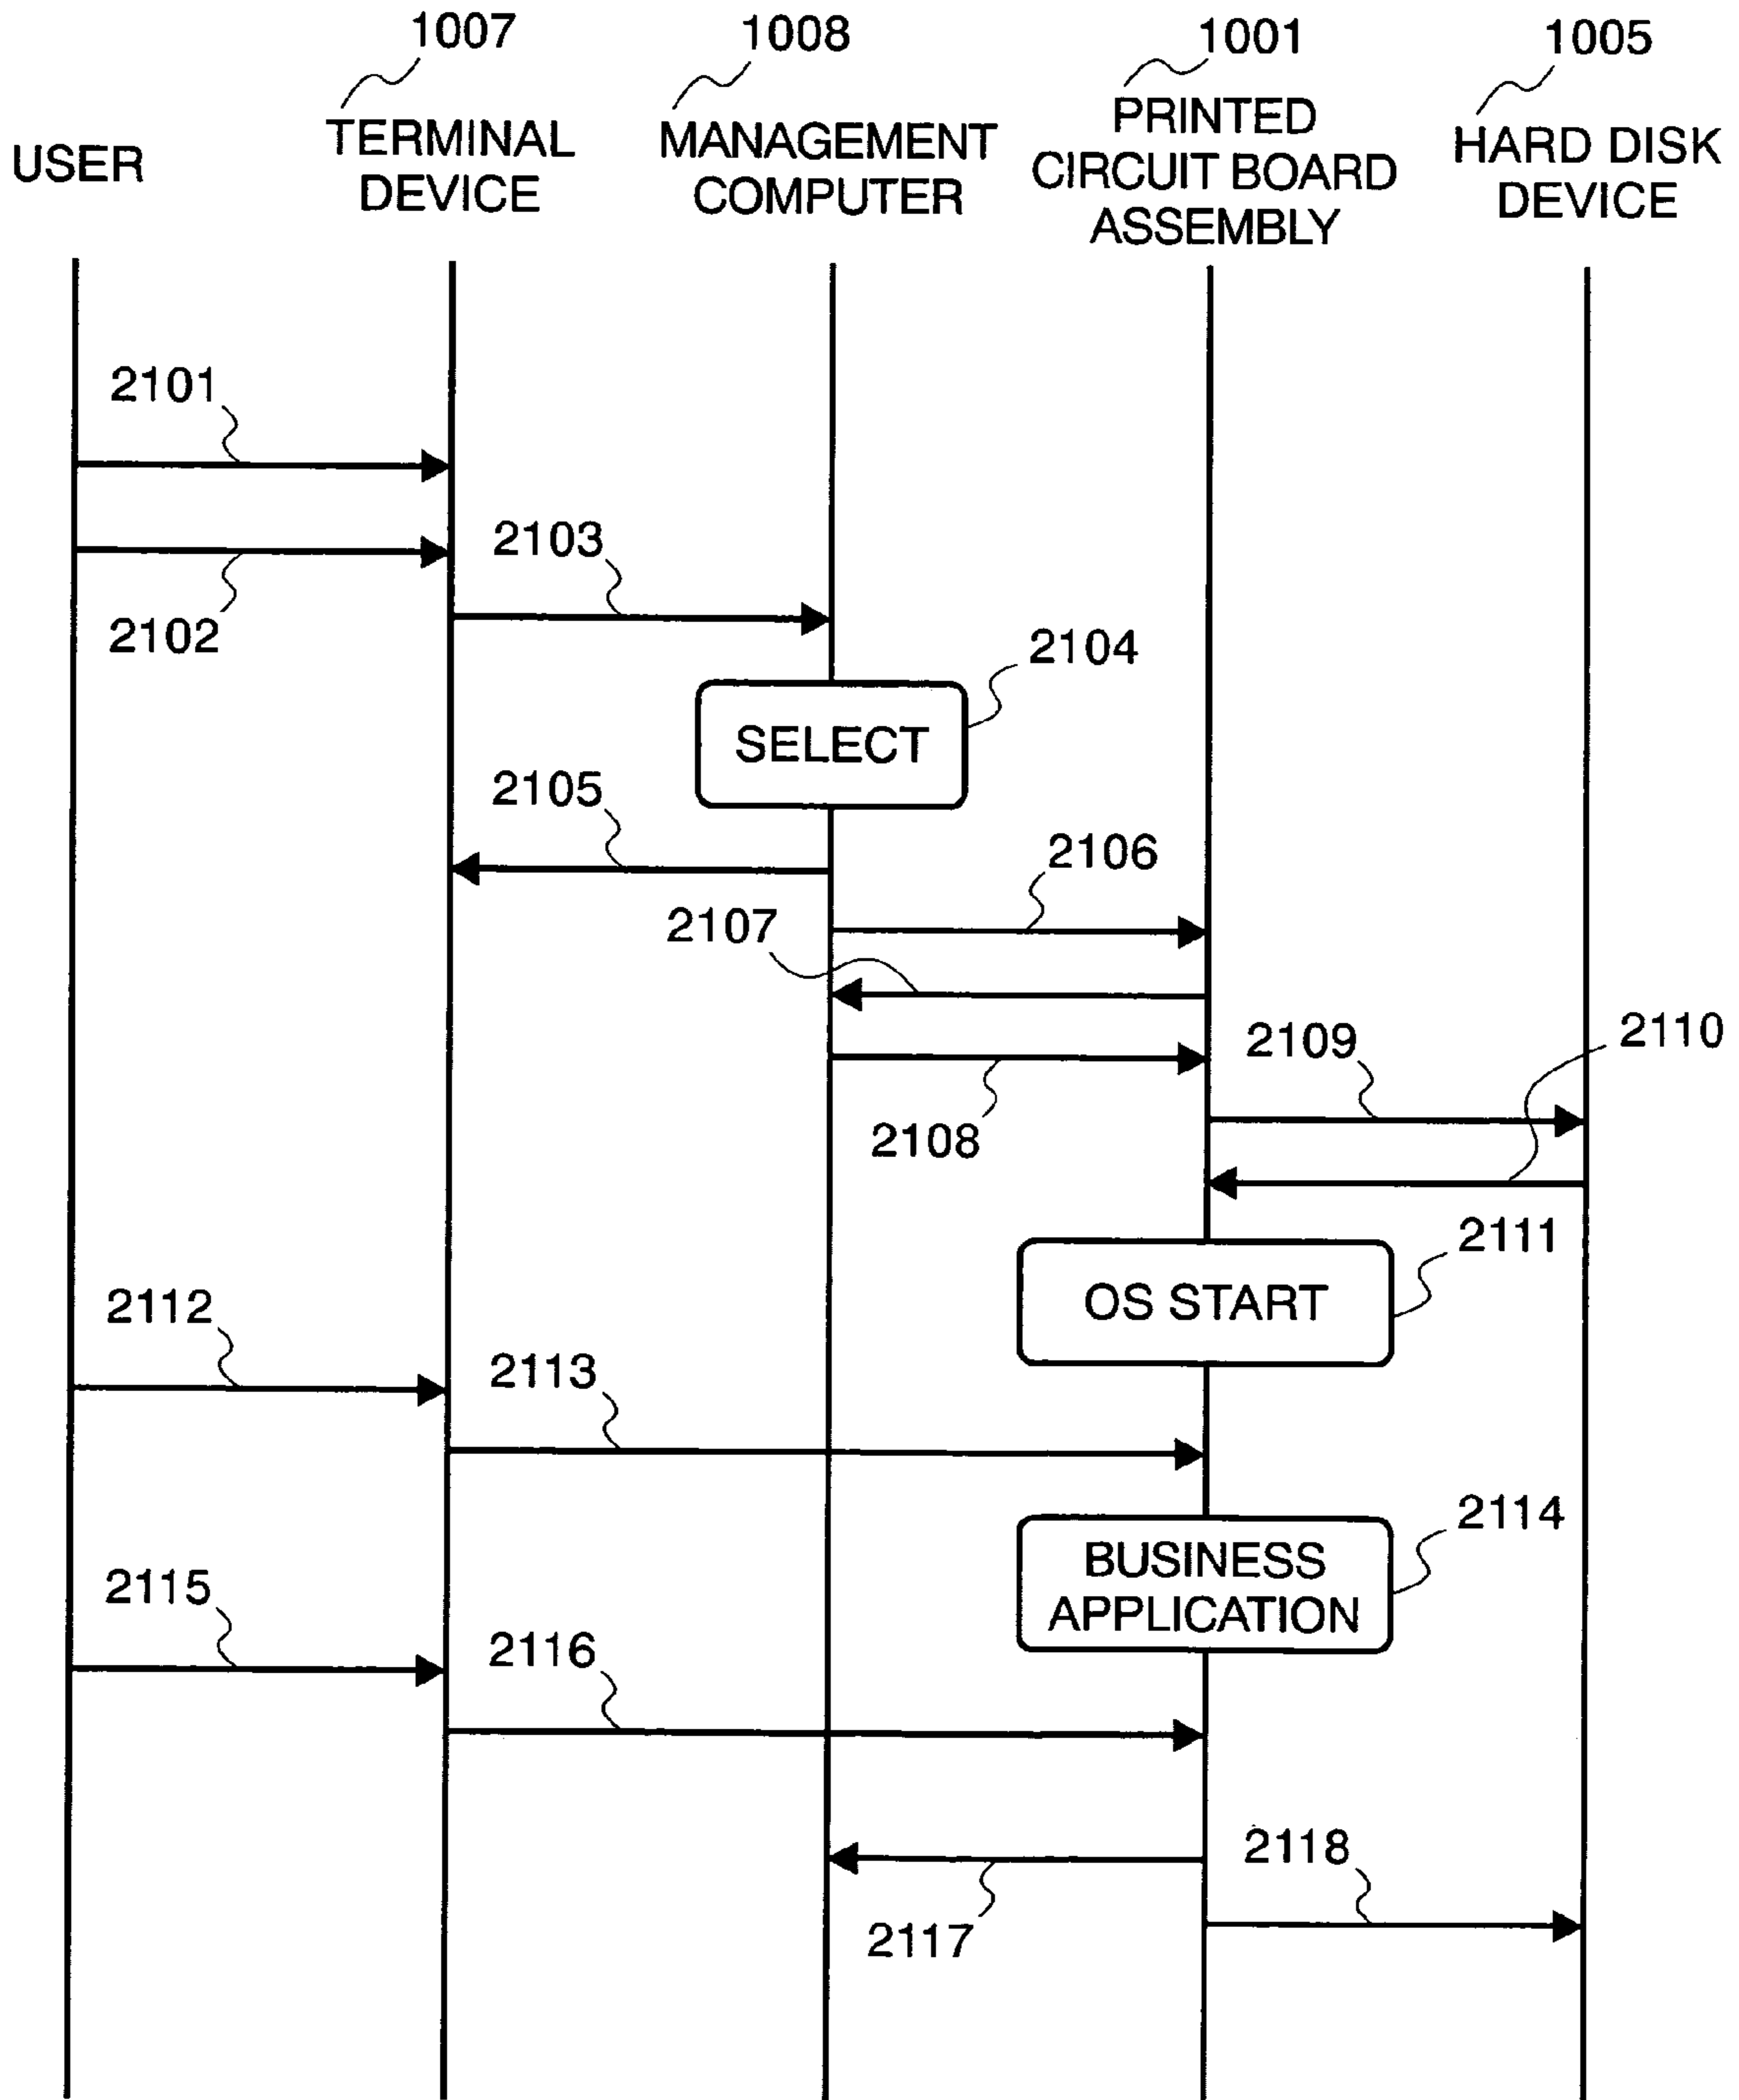 1007
1008
1001
1005
USER
TERMINAL
DEVICE
MANAGEMENT
COMPUTER
PRINTED
CIRCUIT BOARD
ASSEMBLY
HARD DISK
DEVICE
2101
2102
2103
2104
SELECT
2105
2106
2107
2108
2109
2110
2111
OS START
2112
2113
2114
BUSINESS
APPLICATION
2115
2116
2117
2118